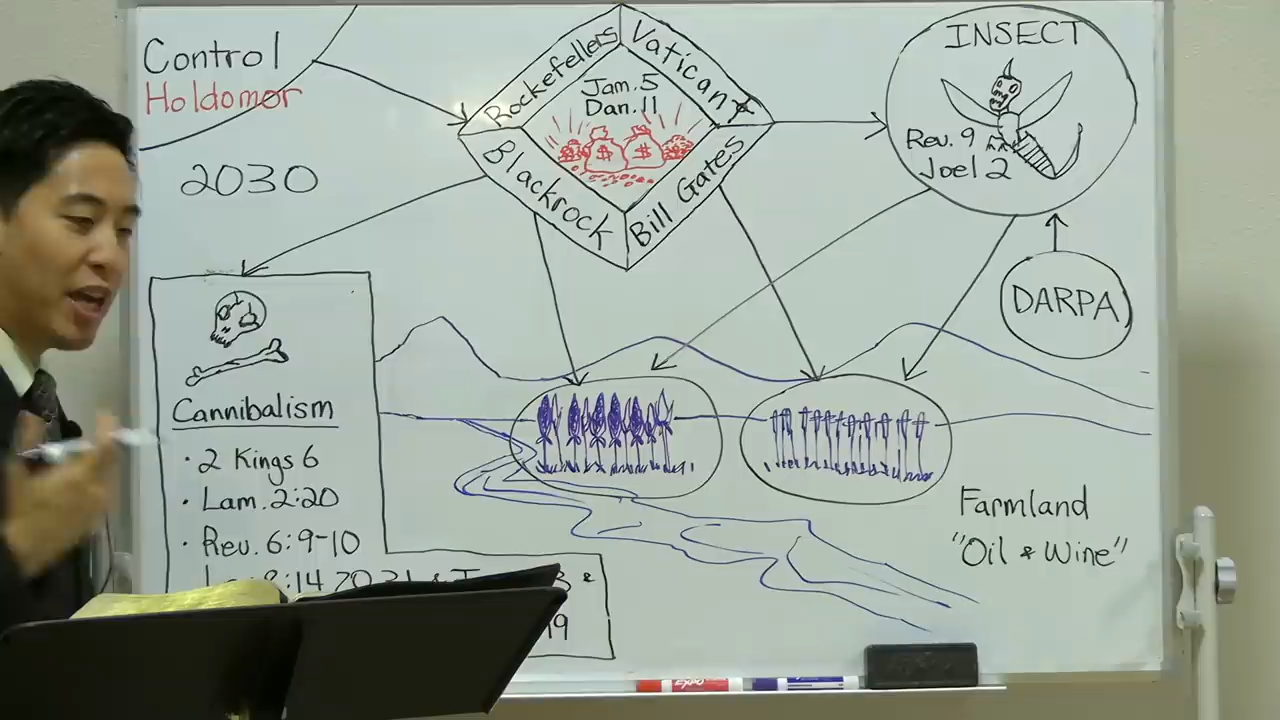 Control
Holdomor
2030
Rockefellers
Vatican
Jam. 5
Dan. 11
$ $
Blackrock
Bill Gates
INSECT
Rev. 9
Joel 2
DARPA
Cannibalism
· 2 Kings 6
· Lam. 2:20
· Rev. 6:9-10
Farmland
"Oil & Wine"
EXPO